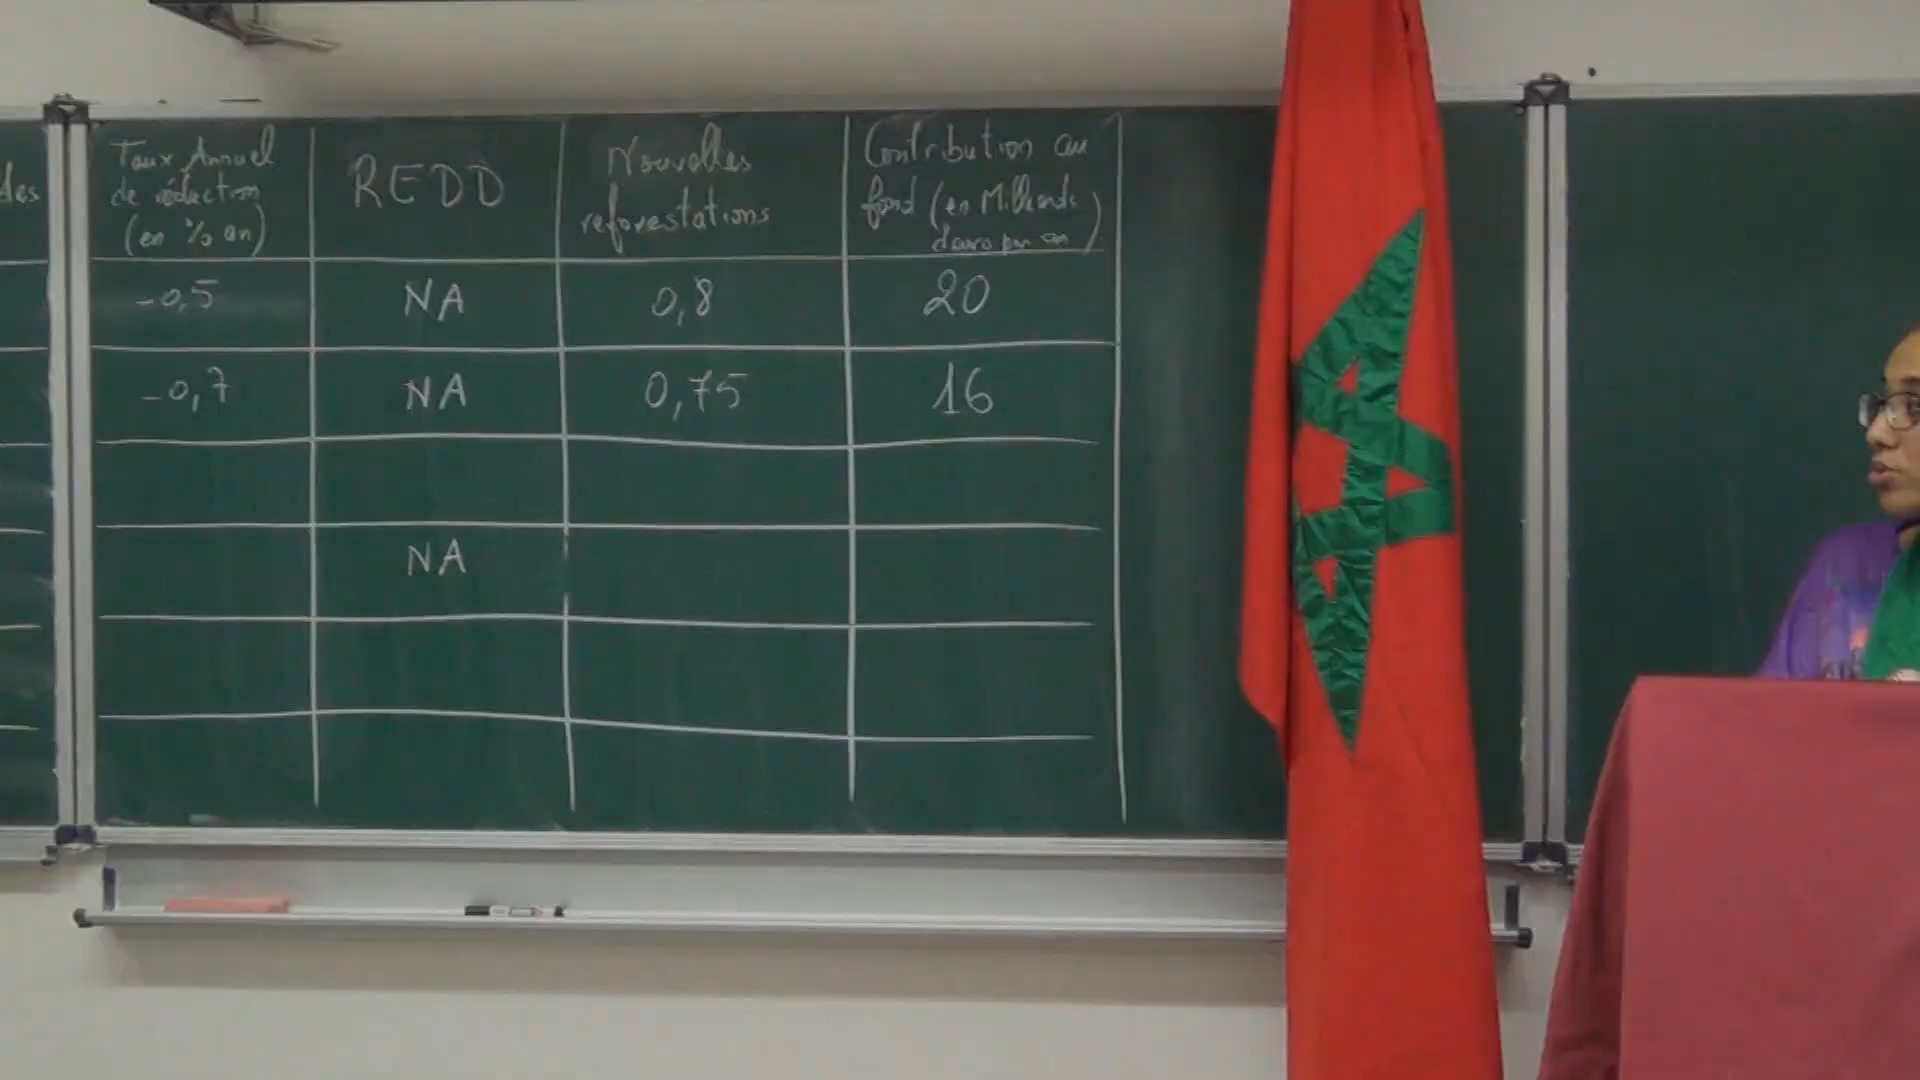 des
Taux Annuel
de réduction
(en % an)
REDD
Nouvelles
reforestations
Contribution au
fond (en Milliards
d'euro par an)
-0,5
NA
0,8
20
-0,7
NA
0,75
16
NA